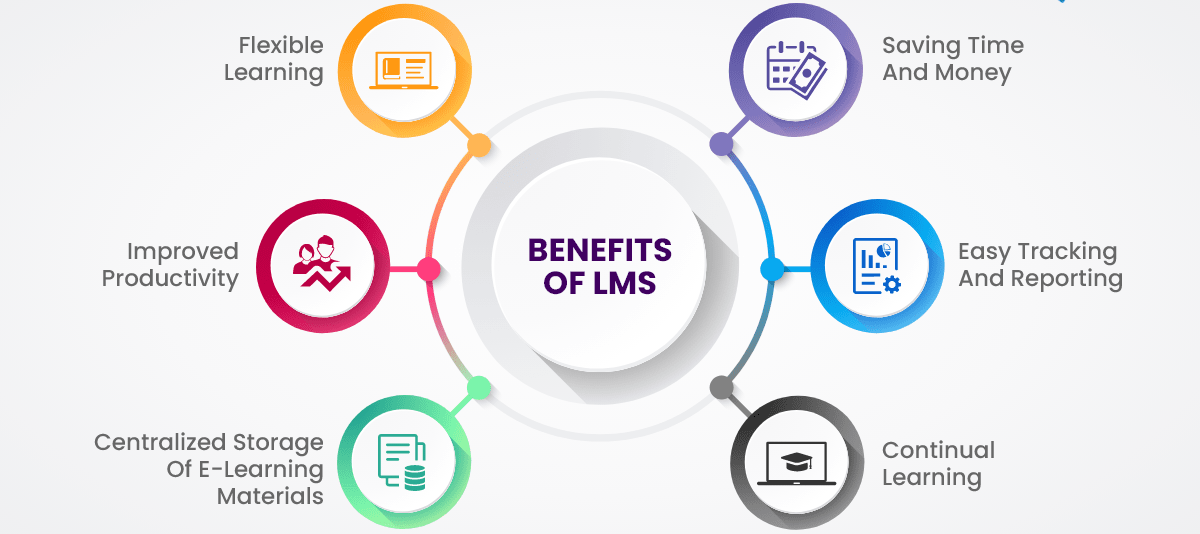 Flexible
Learning
Saving Time
And Money
Improved
Productivity
BENEFITS
OF LMS
Easy Tracking
And Reporting
Centralized Storage
Of E-Learning
Materials
Continual
Learning